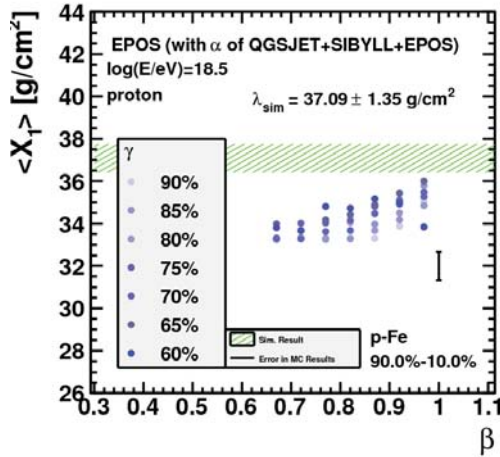 <X₁> [g/cm²]
44
42
40
38
36
34
32
30
28
26
EPOS (with α of QGSJET+SIBYLL+EPOS)
log(E/eV)=18.5
proton
λsim = 37.09 ± 1.35 g/cm²
γ
90%
85%
80%
75%
70%
65%
60%
Sim. Result
Error in MC Results
p-Fe
90.0%-10.0%
0.3 0.4 0.5 0.6 0.7 0.8 0.9 1 1.1
β